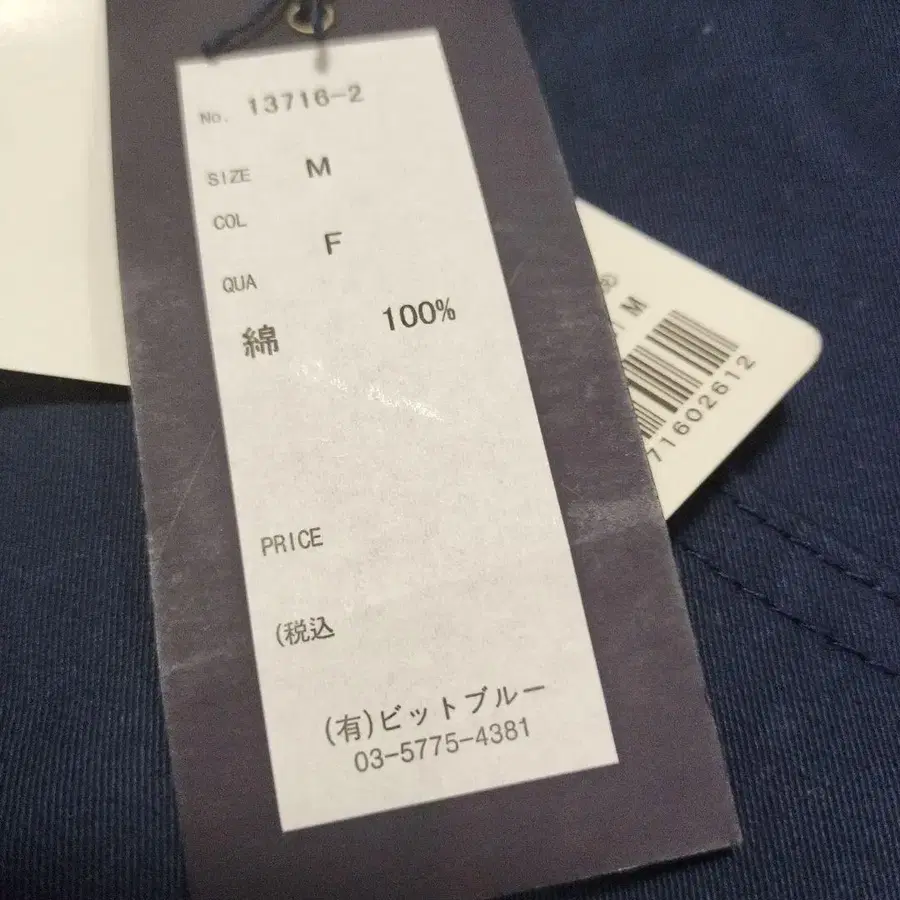 No. 13716-2
SIZE M
COL
F
QUA
綿 100%
PRICE
(税込
(有)ビットブルー
03-5775-4381
M
71602612